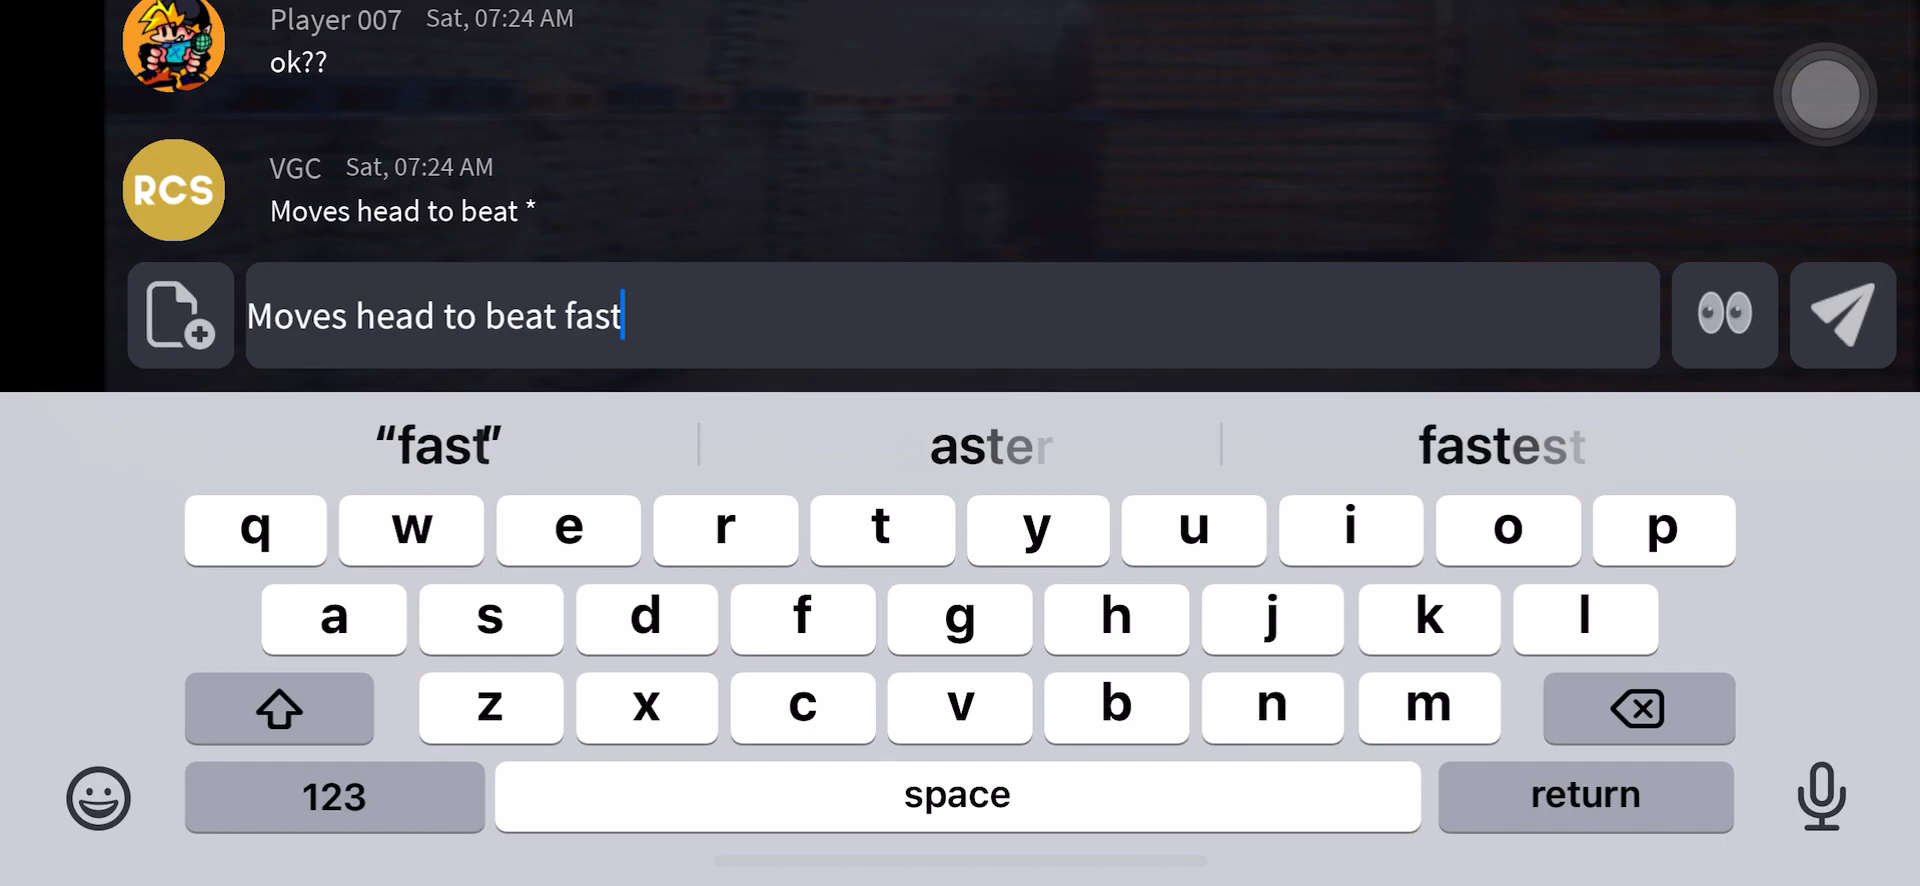 Player 007 Sat, 07:24 AM
ok??
RCS
VGC Sat, 07:24 AM
Moves head to beat *
Moves head to beat fast
“fast” aster fastest
q w e r t y u i o p
a s d f g h j k l
z x c v b n m
123 space return